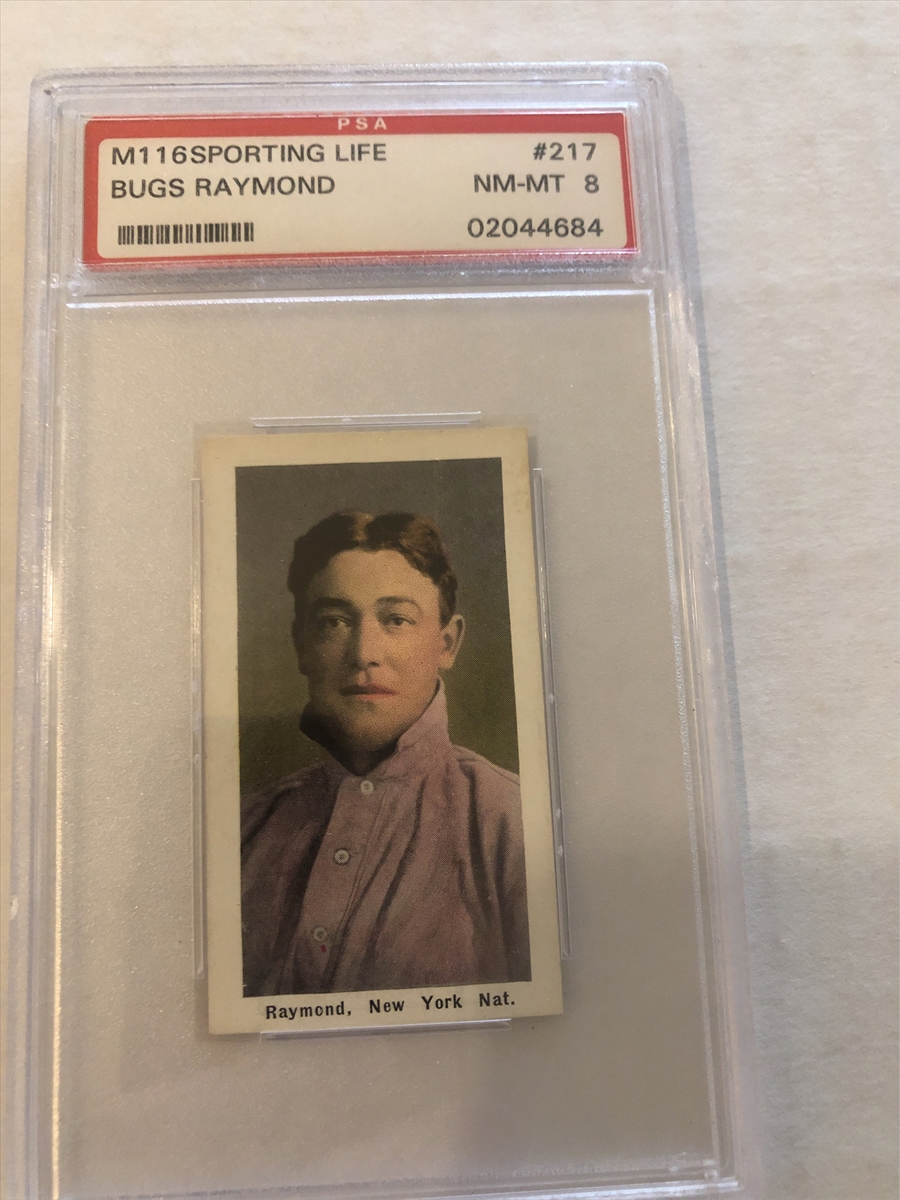 PSA
M116SPORTING LIFE #217
BUGS RAYMOND NM-MT 8
02044684
Raymond, New York Nat.